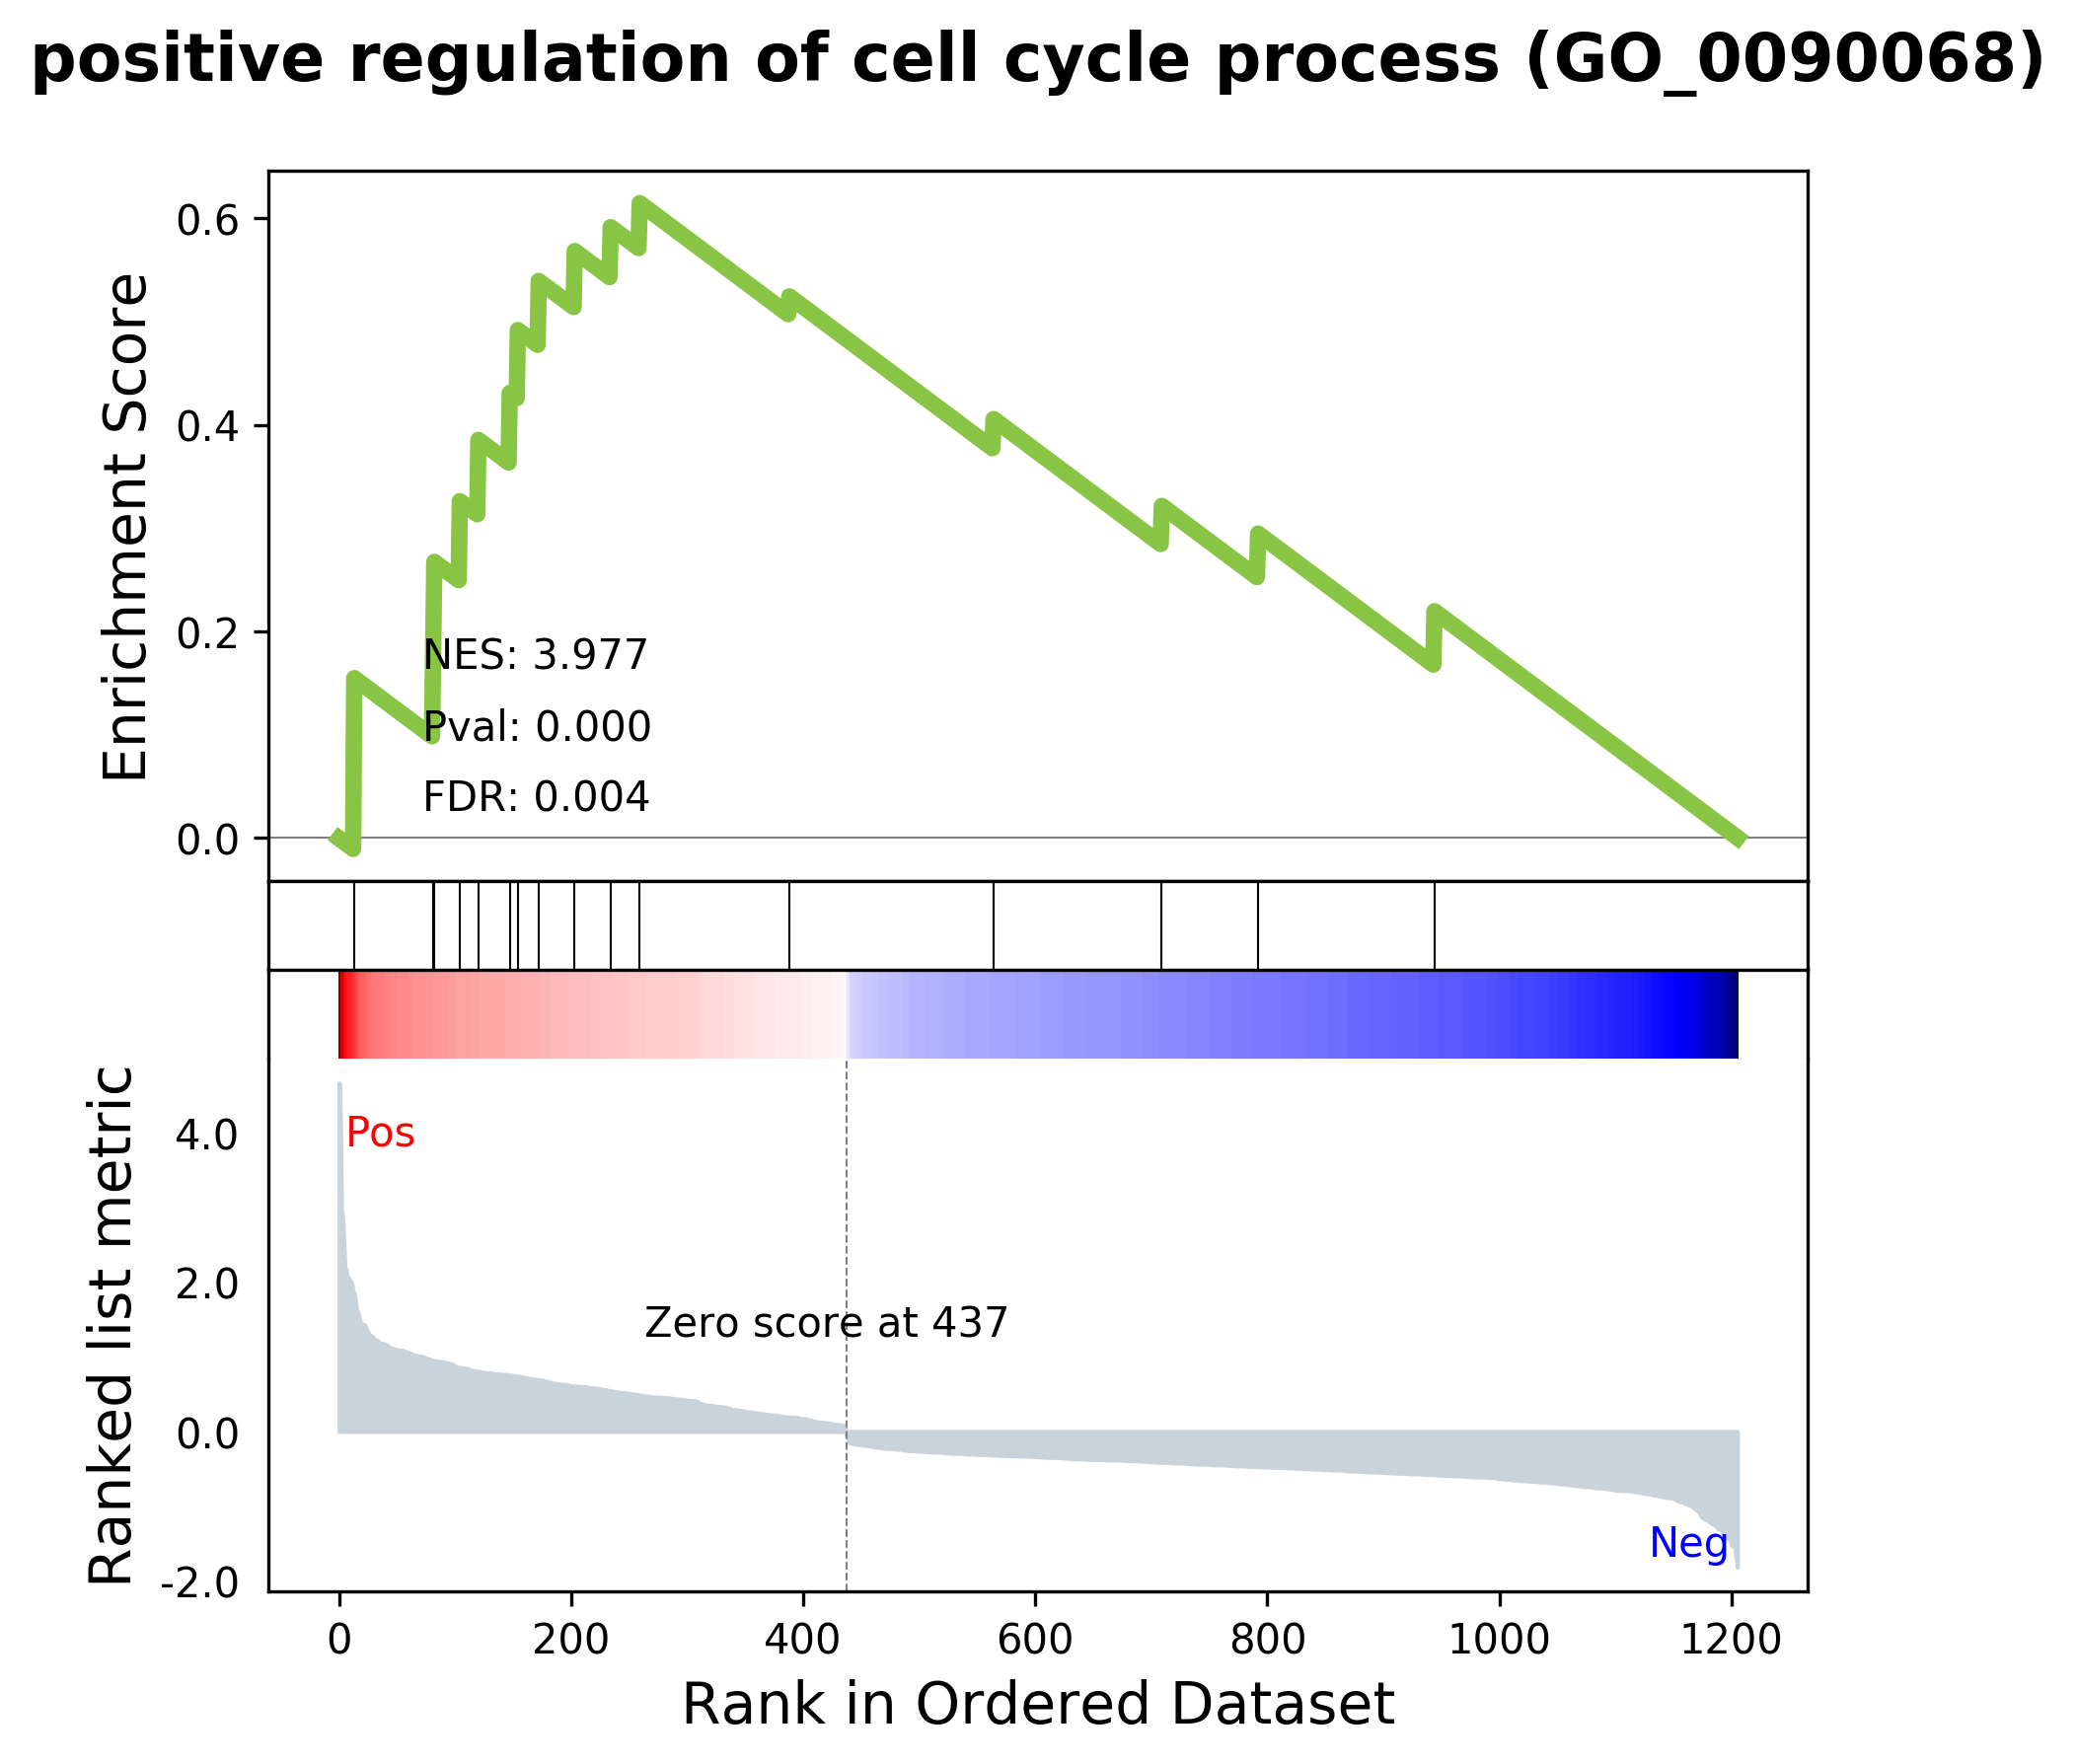 positive regulation of cell cycle process (GO_0090068)
Enrichment Score
0.6
0.4
0.2
0.0
NES: 3.977
Pval: 0.000
FDR: 0.004
Ranked list metric
4.0
2.0
0.0
-2.0
Pos
Zero score at 437
Neg
0 200 400 600 800 1000 1200
Rank in Ordered Dataset